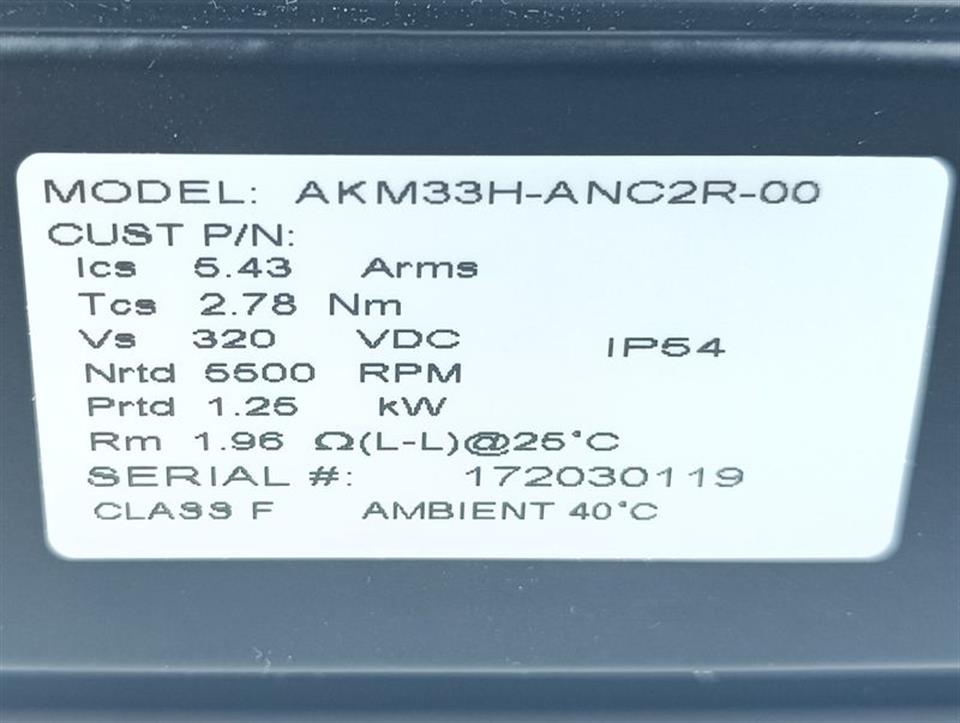 MODEL: AKM33H-ANC2R-00
CUST P/N:
Ics 5.43 Arms
Tcs 2.78 Nm
Vs 320 VDC IP54
Nrtd 5500 RPM
Prtd 1.25 kW
Rm 1.96 Ω(L-L)@25°C
SERIAL #: 172030119
CLASS F AMBIENT 40°C